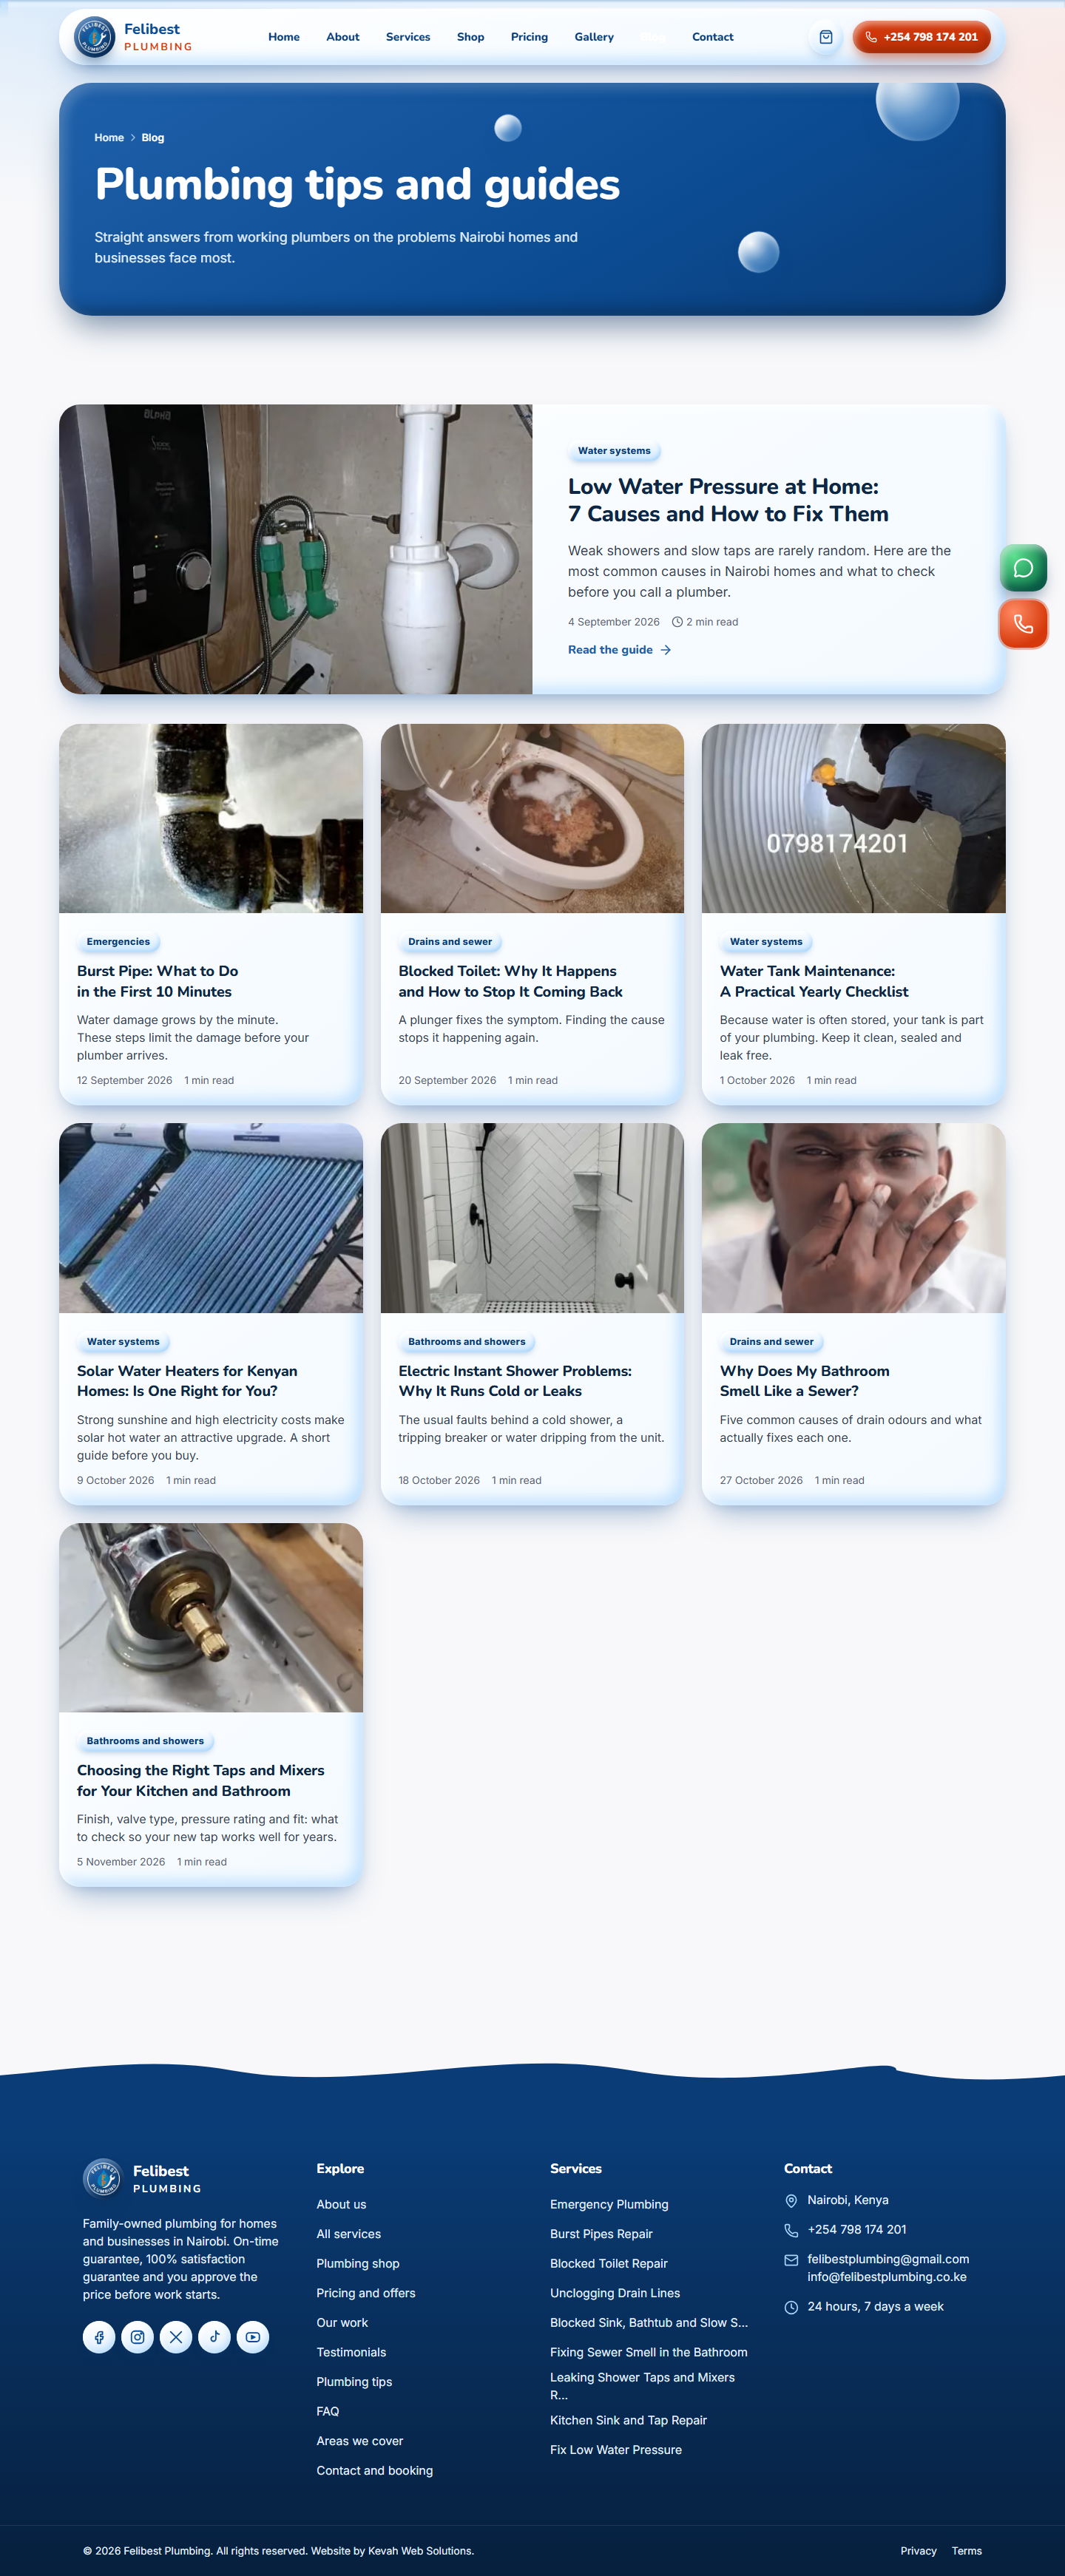 Felibest
PLUMBING
Home
About
Services
Shop
Pricing
Gallery
Contact
+254 798 174 201
Home > Blog
Plumbing tips and guides
Straight answers from working plumbers on the problems Nairobi homes and
businesses face most.
Water systems
Low Water Pressure at Home:
7 Causes and How to Fix Them
Weak showers and slow taps are rarely random. Here are the
most common causes in Nairobi homes and what to check
before you call a plumber.
4 September 2026 2 min read
Read the guide
0798174201
Emergencies
Burst Pipe: What to Do
in the First 10 Minutes
Water damage grows by the minute.
These steps limit the damage before your
plumber arrives.
12 September 2026 1 min read
Drains and sewer
Blocked Toilet: Why It Happens
and How to Stop It Coming Back
A plunger fixes the symptom. Finding the cause
stops it happening again.
20 September 2026 1 min read
Water systems
Water Tank Maintenance:
A Practical Yearly Checklist
Because water is often stored, your tank is part
of your plumbing. Keep it clean, sealed and
leak free.
1 October 2026 1 min read
Water systems
Solar Water Heaters for Kenyan
Homes: Is One Right for You?
Strong sunshine and high electricity costs make
solar hot water an attractive upgrade. A short
guide before you buy.
9 October 2026 1 min read
Bathrooms and showers
Electric Instant Shower Problems:
Why It Runs Cold or Leaks
The usual faults behind a cold shower, a
tripping breaker or water dripping from the unit.
18 October 2026 1 min read
Drains and sewer
Why Does My Bathroom
Smell Like a Sewer?
Five common causes of drain odours and what
actually fixes each one.
27 October 2026 1 min read
Bathrooms and showers
Choosing the Right Taps and Mixers
for Your Kitchen and Bathroom
Finish, valve type, pressure rating and fit: what
to check so your new tap works well for years.
5 November 2026 1 min read
Felibest
PLUMBING
Family-owned plumbing for homes
and businesses in Nairobi. On-time
guarantee, 100% satisfaction
guarantee and you approve the
price before work starts.
Explore
About us
All services
Plumbing shop
Pricing and offers
Our work
Testimonials
Plumbing tips
FAQ
Areas we cover
Contact and booking
Services
Emergency Plumbing
Burst Pipes Repair
Blocked Toilet Repair
Unclogging Drain Lines
Blocked Sink, Bathtub and Slow S...
Fixing Sewer Smell in the Bathroom
Leaking Shower Taps and Mixers
R...
Kitchen Sink and Tap Repair
Fix Low Water Pressure
Contact
Nairobi, Kenya
+254 798 174 201
felibestplumbing@gmail.com
info@felibestplumbing.co.ke
24 hours, 7 days a week
© 2026 Felibest Plumbing. All rights reserved. Website by Kevah Web Solutions.
Privacy
Terms